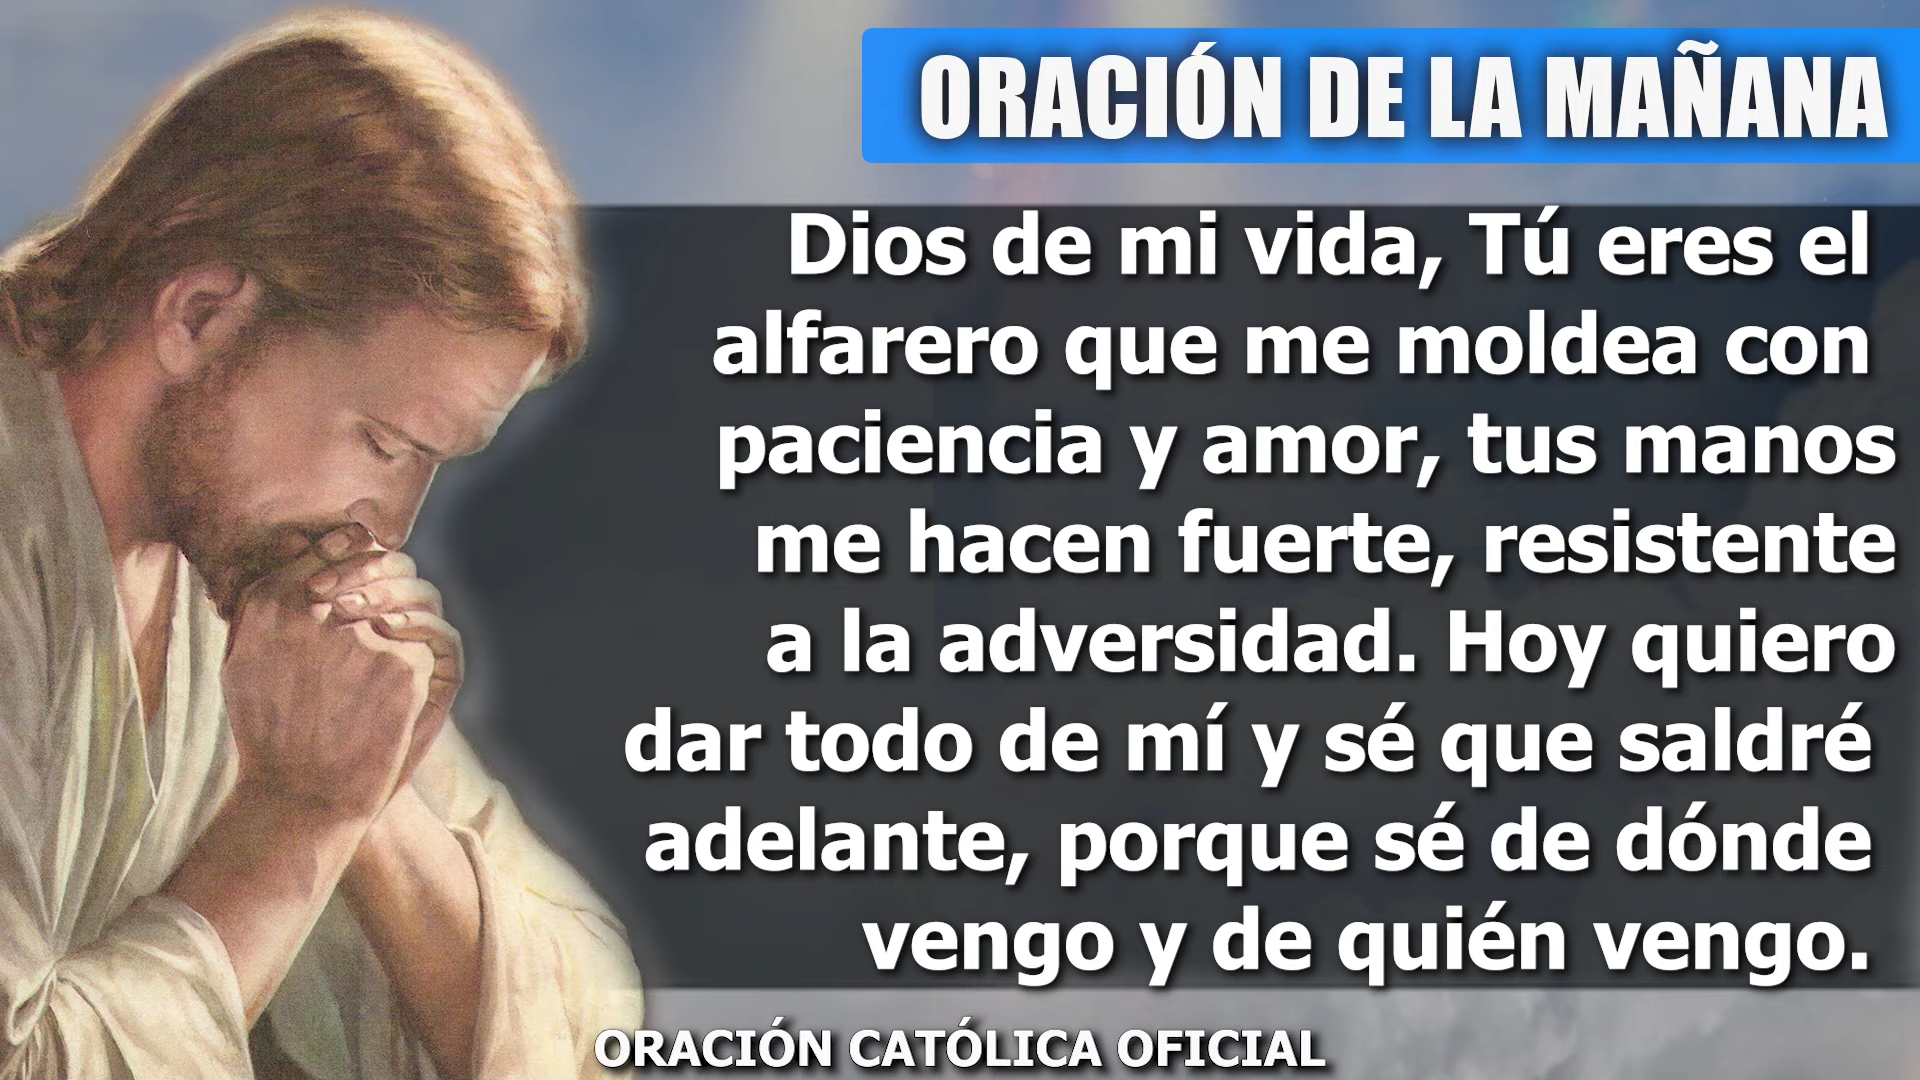 ORACIÓN DE LA MAÑANA
Dios de mi vida, Tú eres el
alfarero que me moldea con
paciencia y amor, tus manos
me hacen fuerte, resistente
a la adversidad. Hoy quiero
dar todo de mí y sé que saldré
adelante, porque sé de dónde
vengo y de quién vengo.
ORACIÓN CATÓLICA OFICIAL